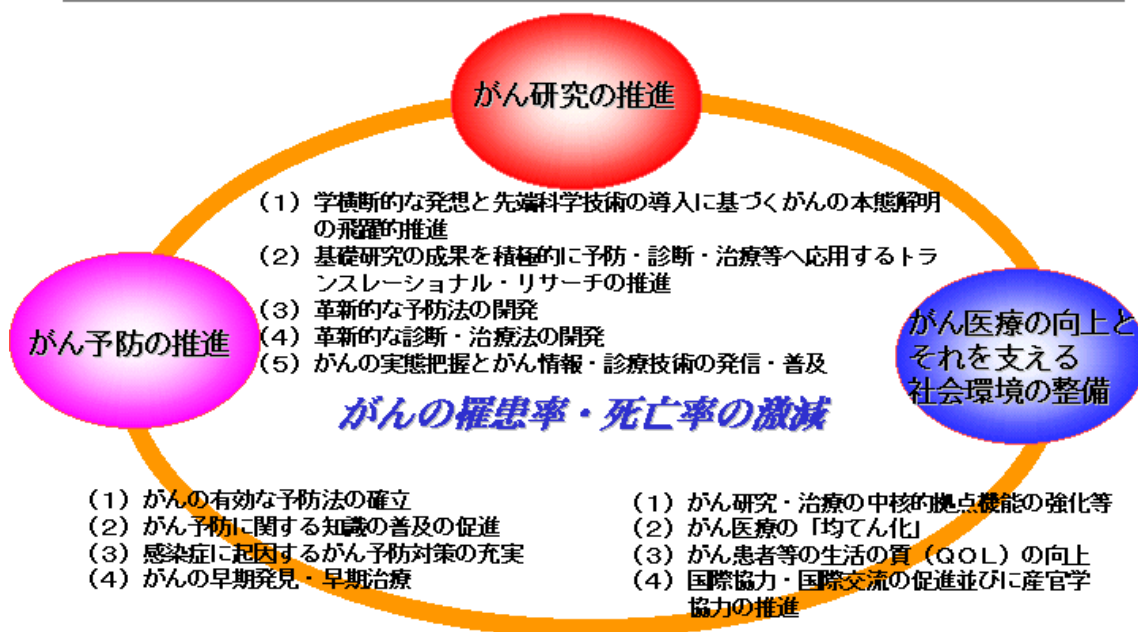 がん研究の推進
(1) 学横断的な発想と先端科学技術の導入に基づくがんの本態解明
の飛躍的推進
(2) 基礎研究の成果を積極的に予防・診断・治療等へ応用するトラ
ンスレーショナル・リサーチの推進
(3) 革新的な予防法の開発
(4) 革新的な診断・治療法の開発
(5) がんの実態把握とがん情報・診療技術の発信・普及
がん予防の推進
がん医療の向上と
それを支える
社会環境の整備
がんの罹患率・死亡率の激減
(1) がんの有効な予防法の確立
(2) がん予防に関する知識の普及の促進
(3) 感染症に起因するがん予防対策の充実
(4) がんの早期発見・早期治療
(1) がん研究・治療の中核的拠点機能の強化等
(2) がん医療の「均てん化」
(3) がん患者等の生活の質(QOL)の向上
(4) 国際協力・国際交流の促進並びに産官学
協力の推進